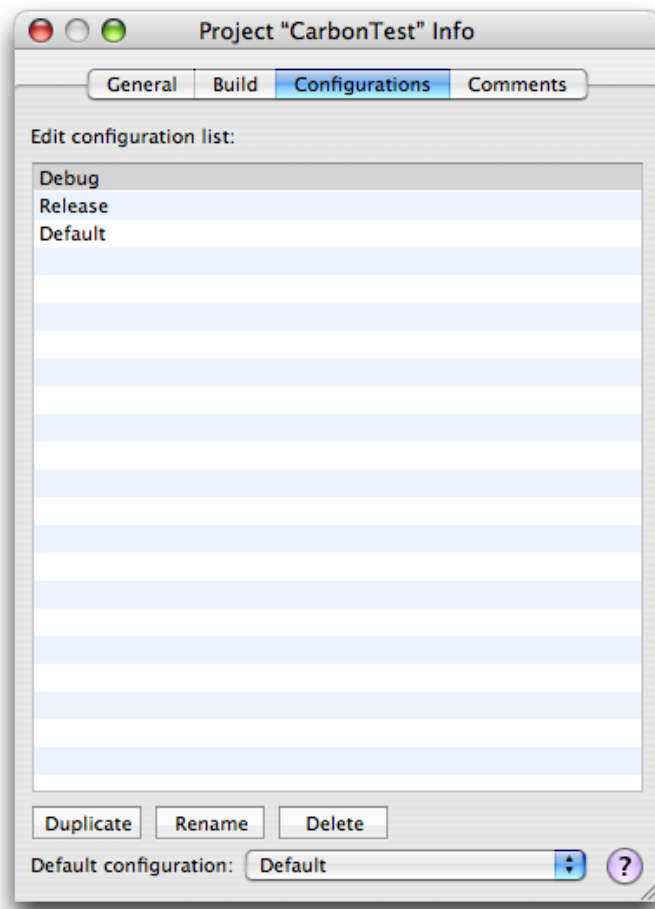 Project “CarbonTest” Info
General Build Configurations Comments
Edit configuration list:
Debug
Release
Default
Duplicate Rename Delete
Default configuration: Default ?